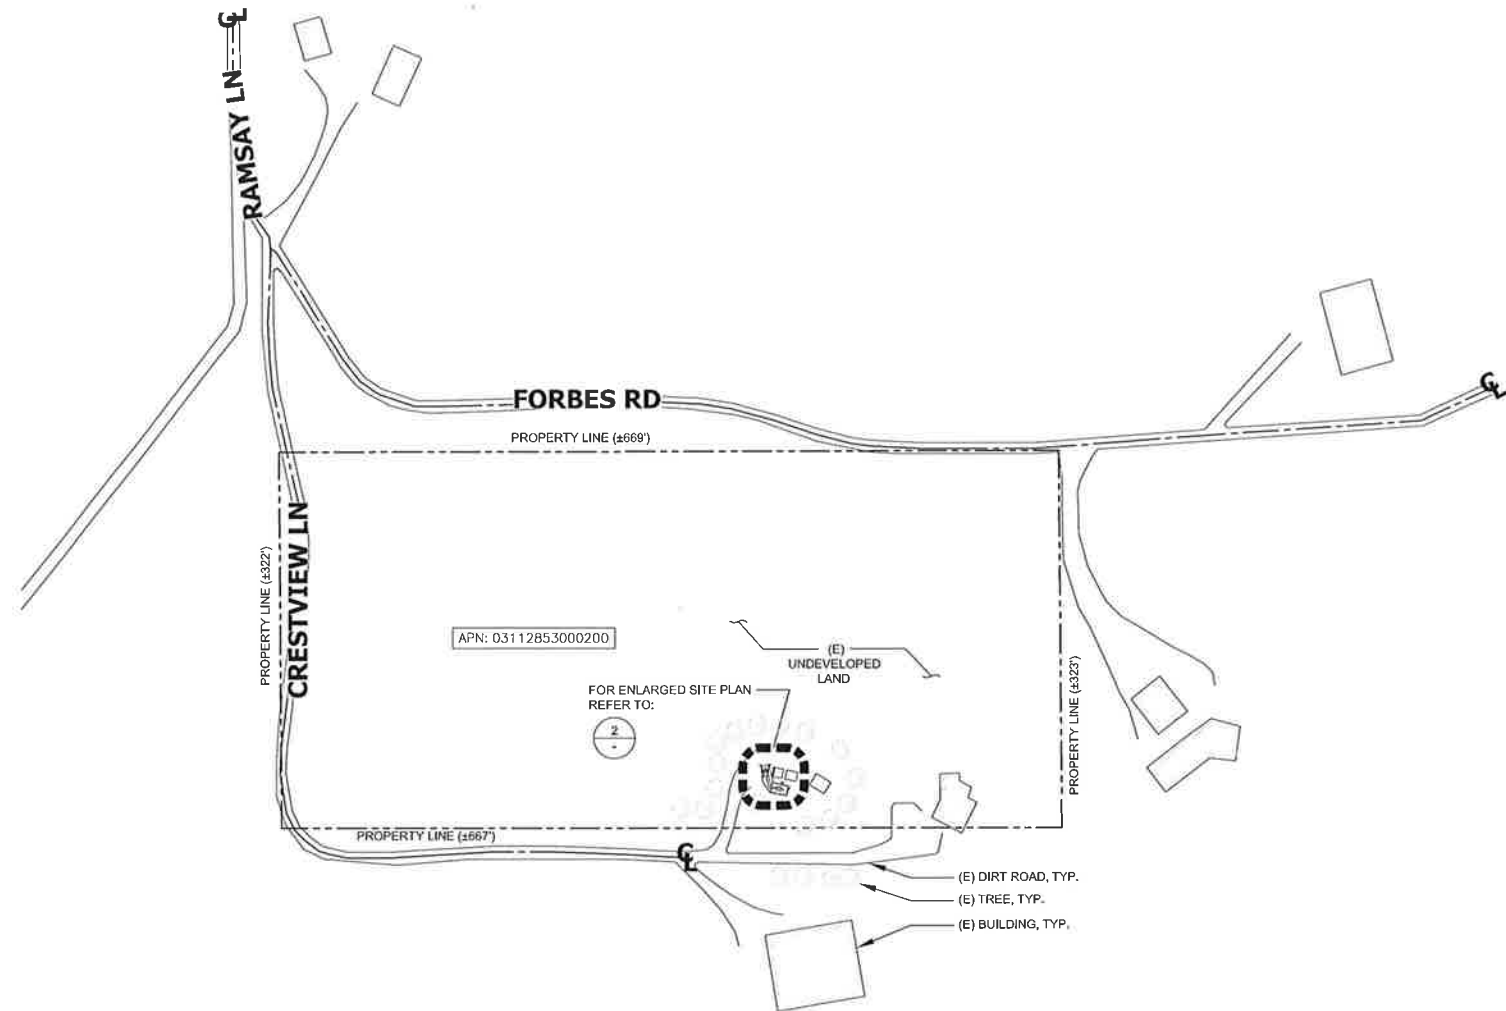 ℄
RAMSAY LN
FORBES RD
℄
PROPERTY LINE (±669')
CRESTVIEW LN
PROPERTY LINE (±322')
APN: 03112853000200
(E)
UNDEVELOPED
LAND
FOR ENLARGED SITE PLAN
REFER TO:
2
-
PROPERTY LINE (±323')
PROPERTY LINE (±667')
℄
(E) DIRT ROAD, TYP.
(E) TREE, TYP.
(E) BUILDING, TYP.